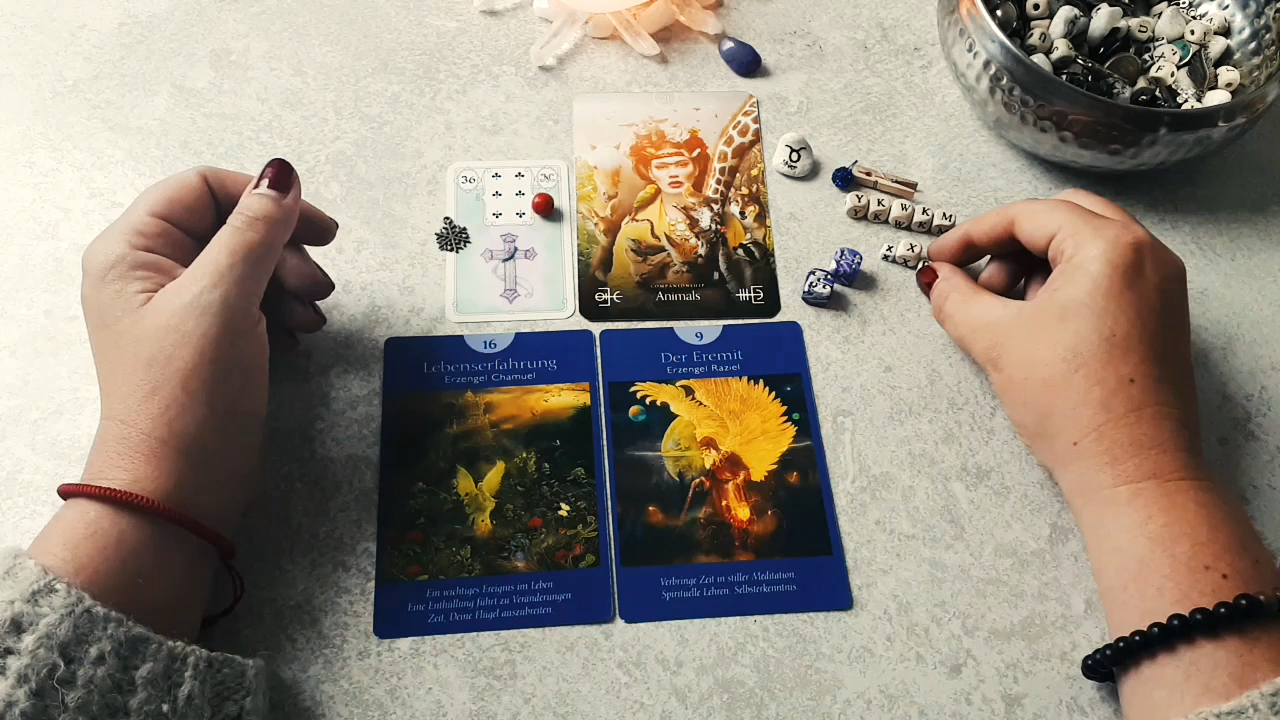 36
COMPANIONSHIP
Animals
Y K W K M
X X
16
Lebenserfahrung
Erzengel Chamuel
Ein wichtiges Ereignis im Leben
Eine Enthüllung führt zu Veränderungen
Zeit, Deine Flügel auszubreiten.
9
Der Eremit
Erzengel Raziel
Verbringe Zeit in stiller Meditation.
Spirituelle Lehren. Selbsterkenntnis.